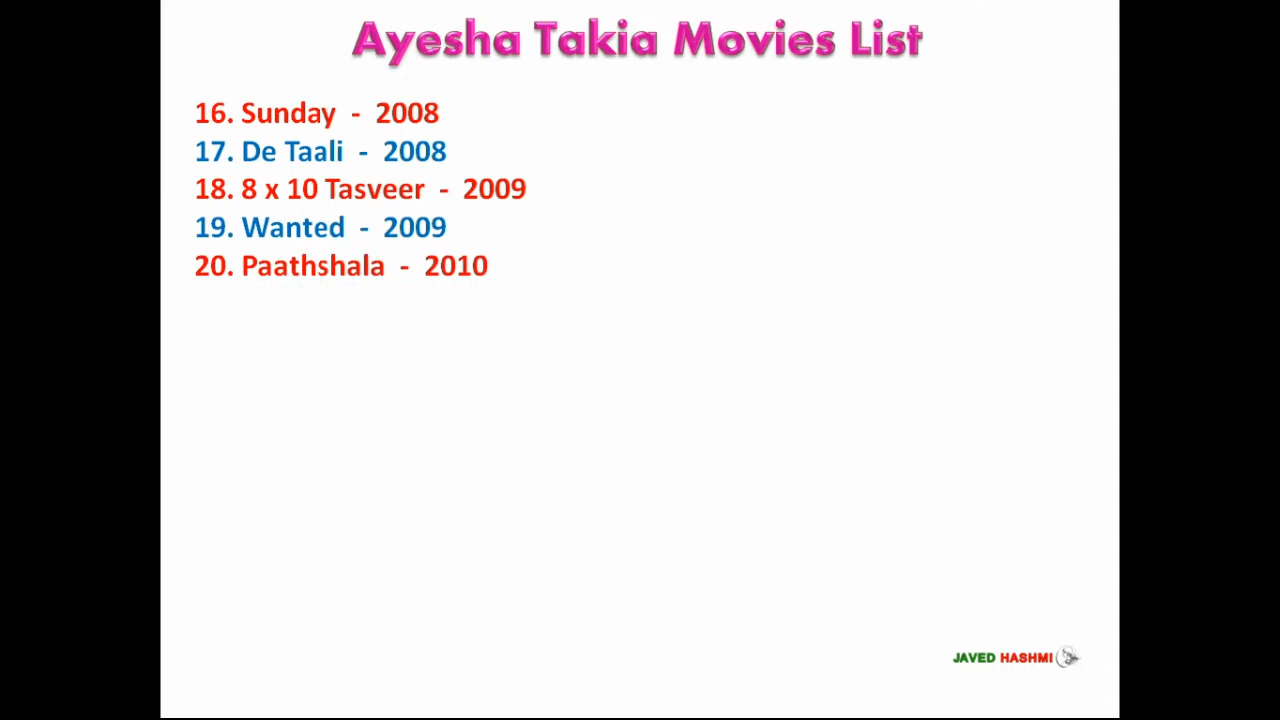 Ayesha Takia Movies List
16. Sunday - 2008
17. De Taali - 2008
18. 8 x 10 Tasveer - 2009
19. Wanted - 2009
20. Paathshala - 2010
JAVED HASHMI